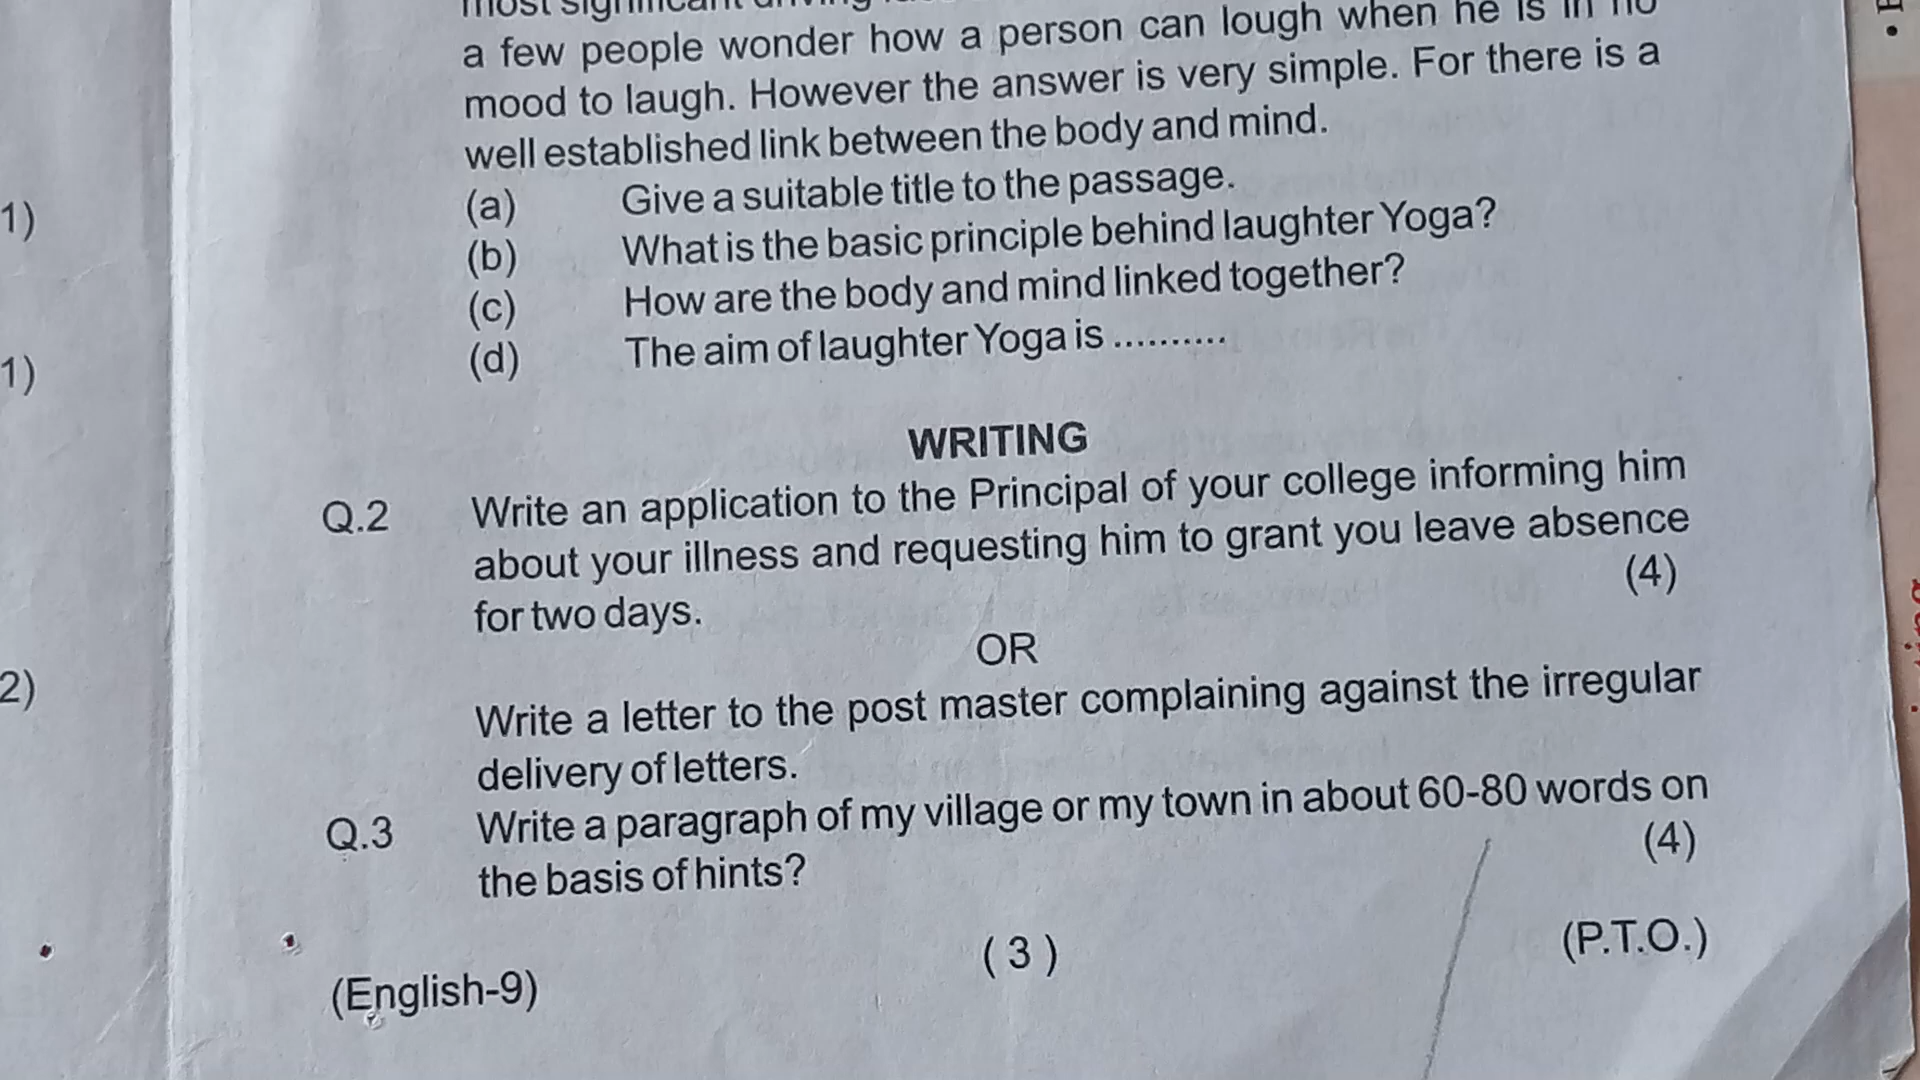 most significant driving
a few people wonder how a person can lough when he is in no
mood to laugh. However the answer is very simple. For there is a
well established link between the body and mind.
(a) Give a suitable title to the passage.
(b) What is the basic principle behind laughter Yoga?
(c) How are the body and mind linked together?
(d) The aim of laughter Yoga is ..........
WRITING
Q.2 Write an application to the Principal of your college informing him
about your illness and requesting him to grant you leave absence
for two days. (4)
OR
Write a letter to the post master complaining against the irregular
delivery of letters.
Q.3 Write a paragraph of my village or my town in about 60-80 words on
the basis of hints? (4)
(English-9) (3) (P.T.O.)
1)
1)
2)